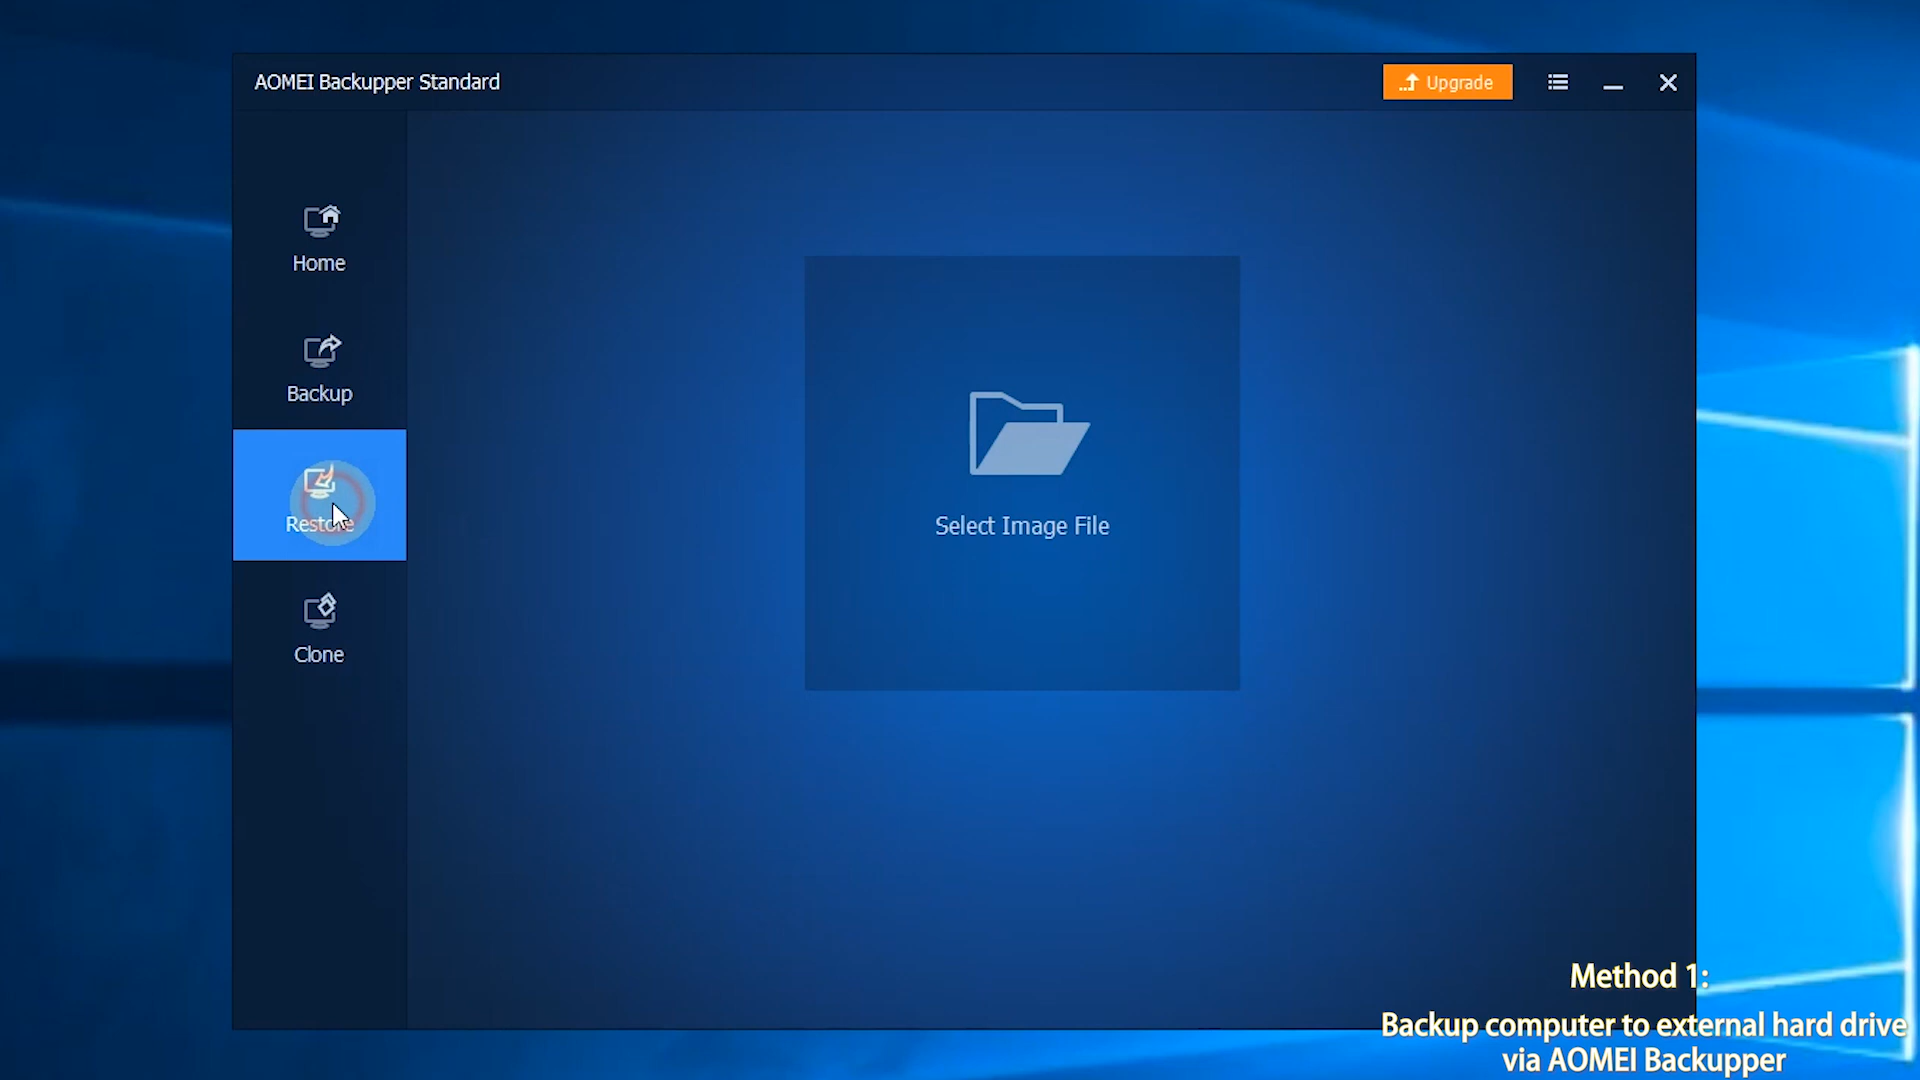 AOMEI Backupper Standard
Upgrade
Home
Backup
Restore
Clone
Select Image File
Method 1:
Backup computer to external hard drive
via AOMEI Backupper